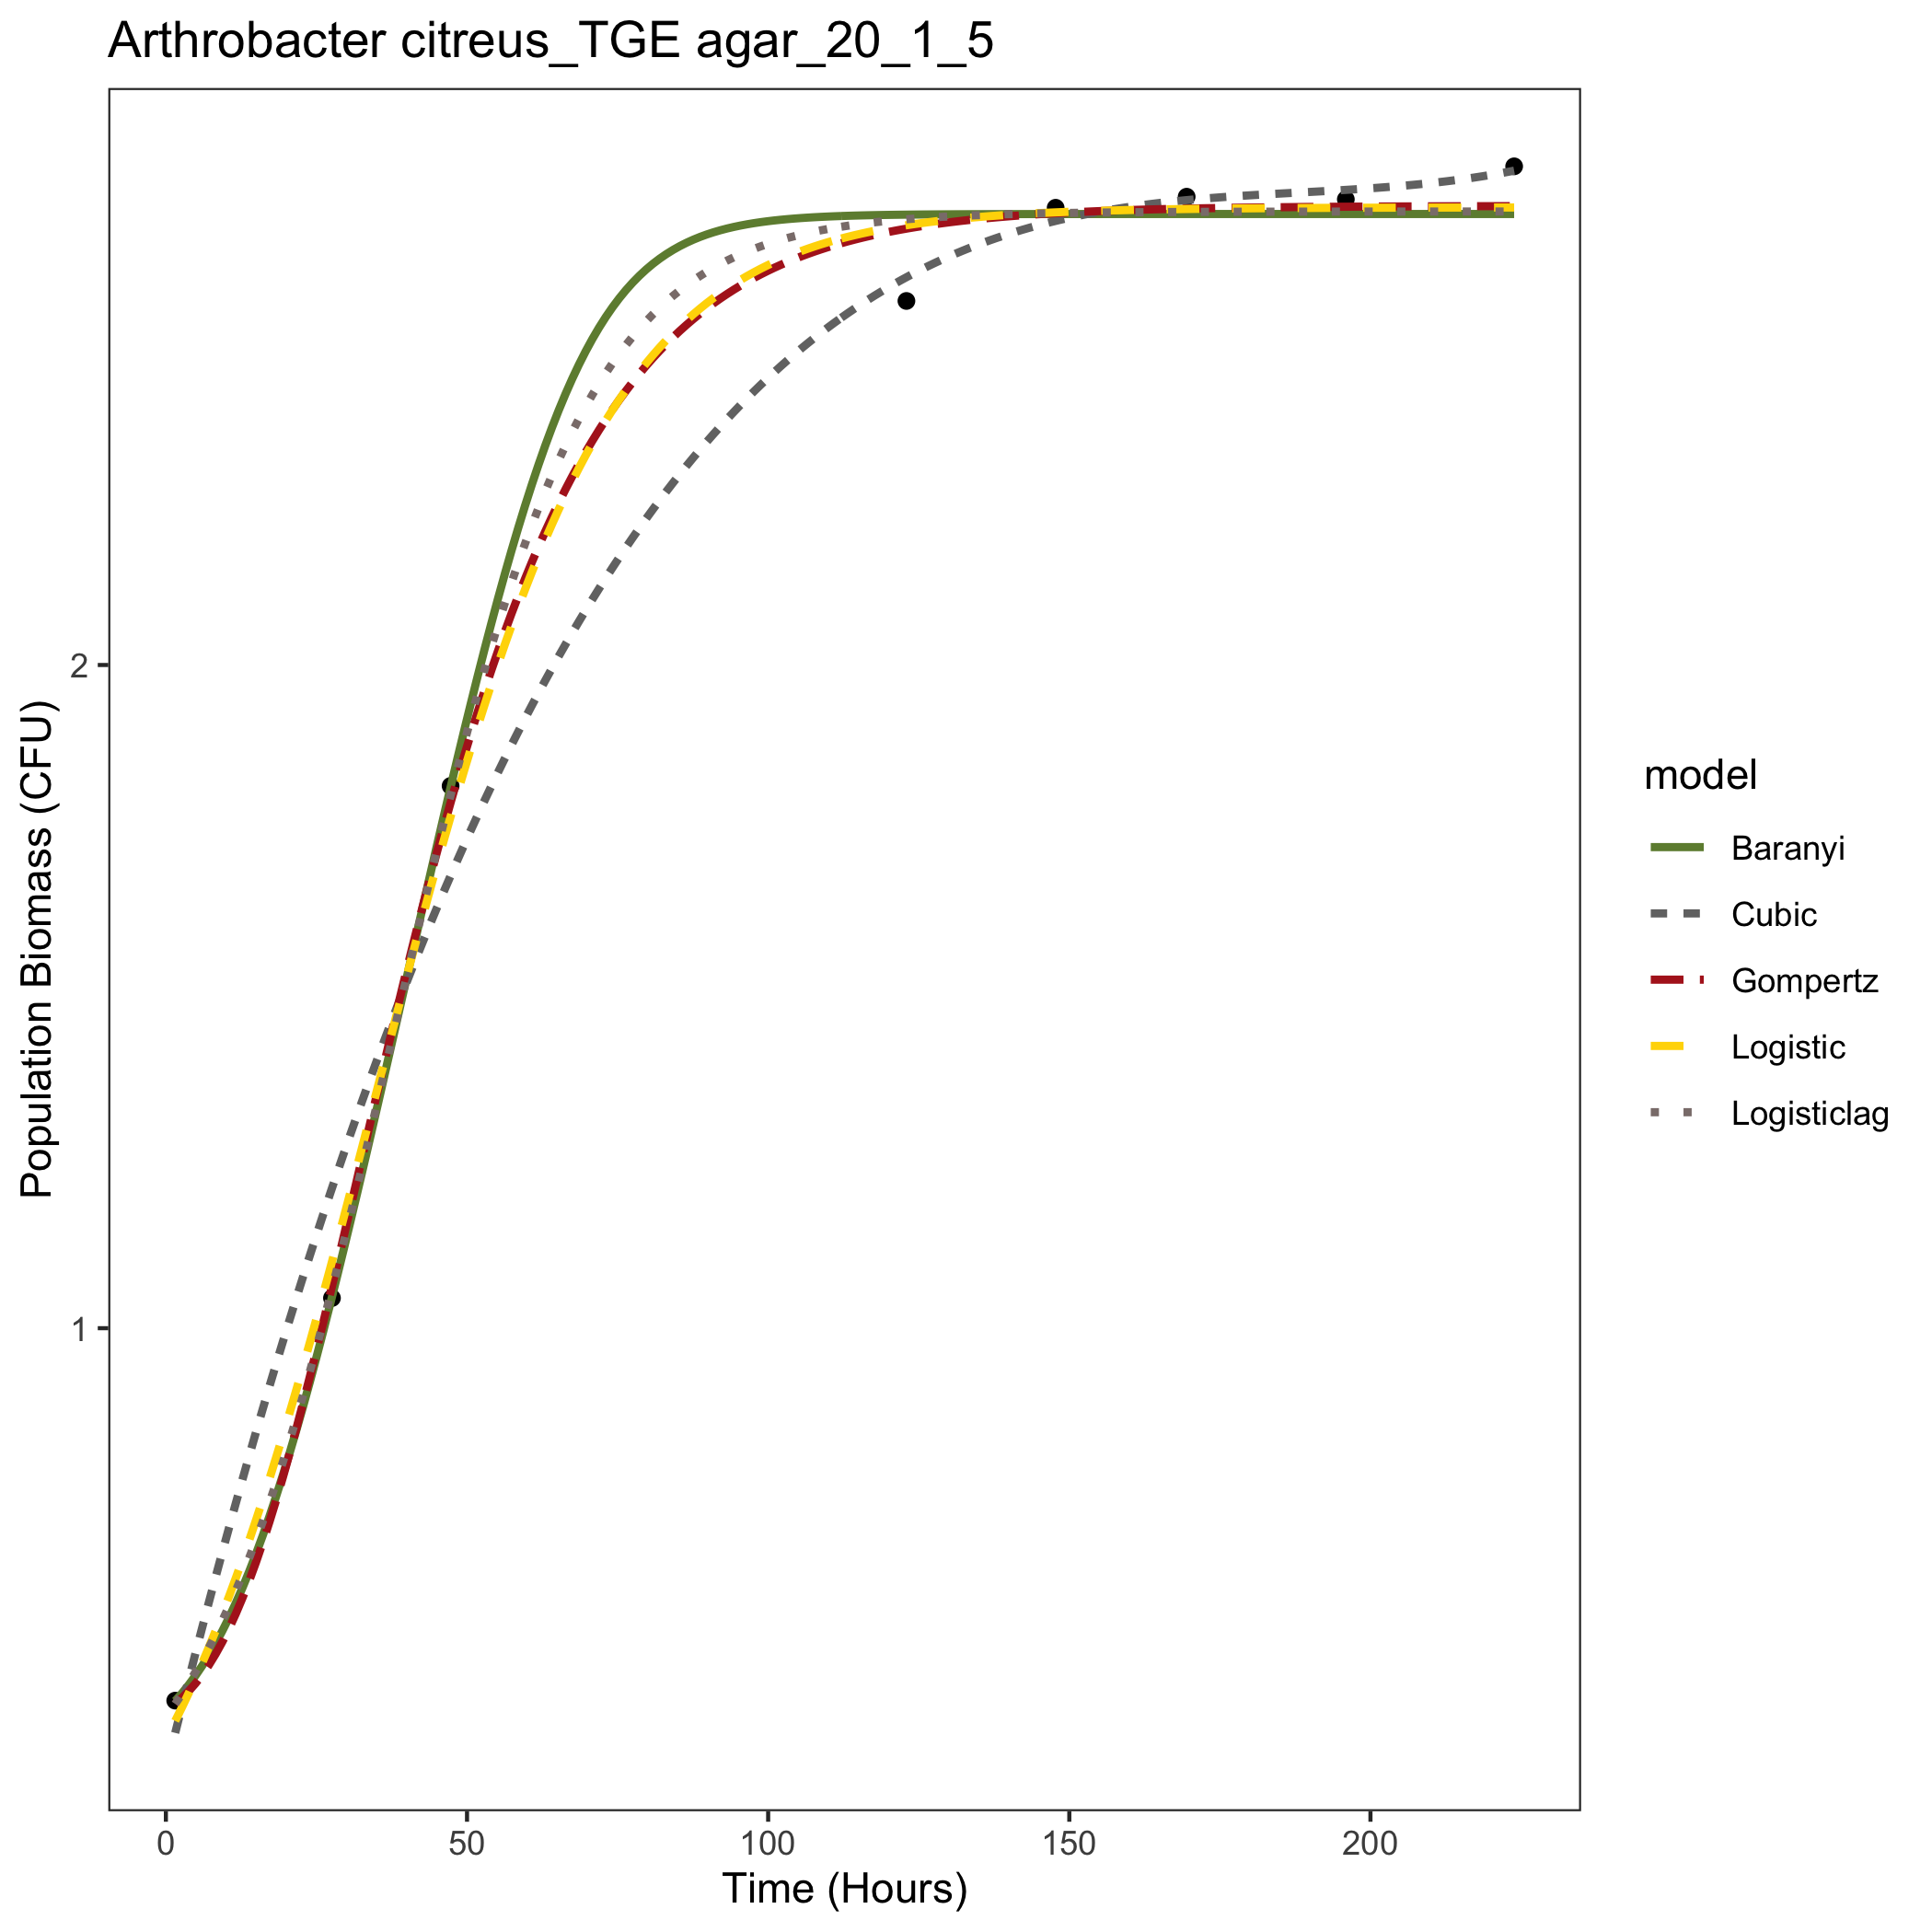 Arthrobacter citreus_TGE agar_20_1_5
Population Biomass (CFU)
2
1
0
50
100
150
200
Time (Hours)
model
Baranyi
Cubic
Gompertz
Logistic
Logisticlag